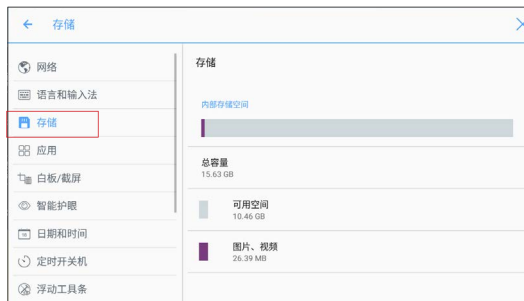 存储
网络
语言和输入法
存储
应用
白板/截屏
智能护眼
日期和时间
定时开关机
浮动工具条
存储
内部存储空间
总容量
15.63 GB
可用空间
10.46 GB
图片、视频
26.39 MB